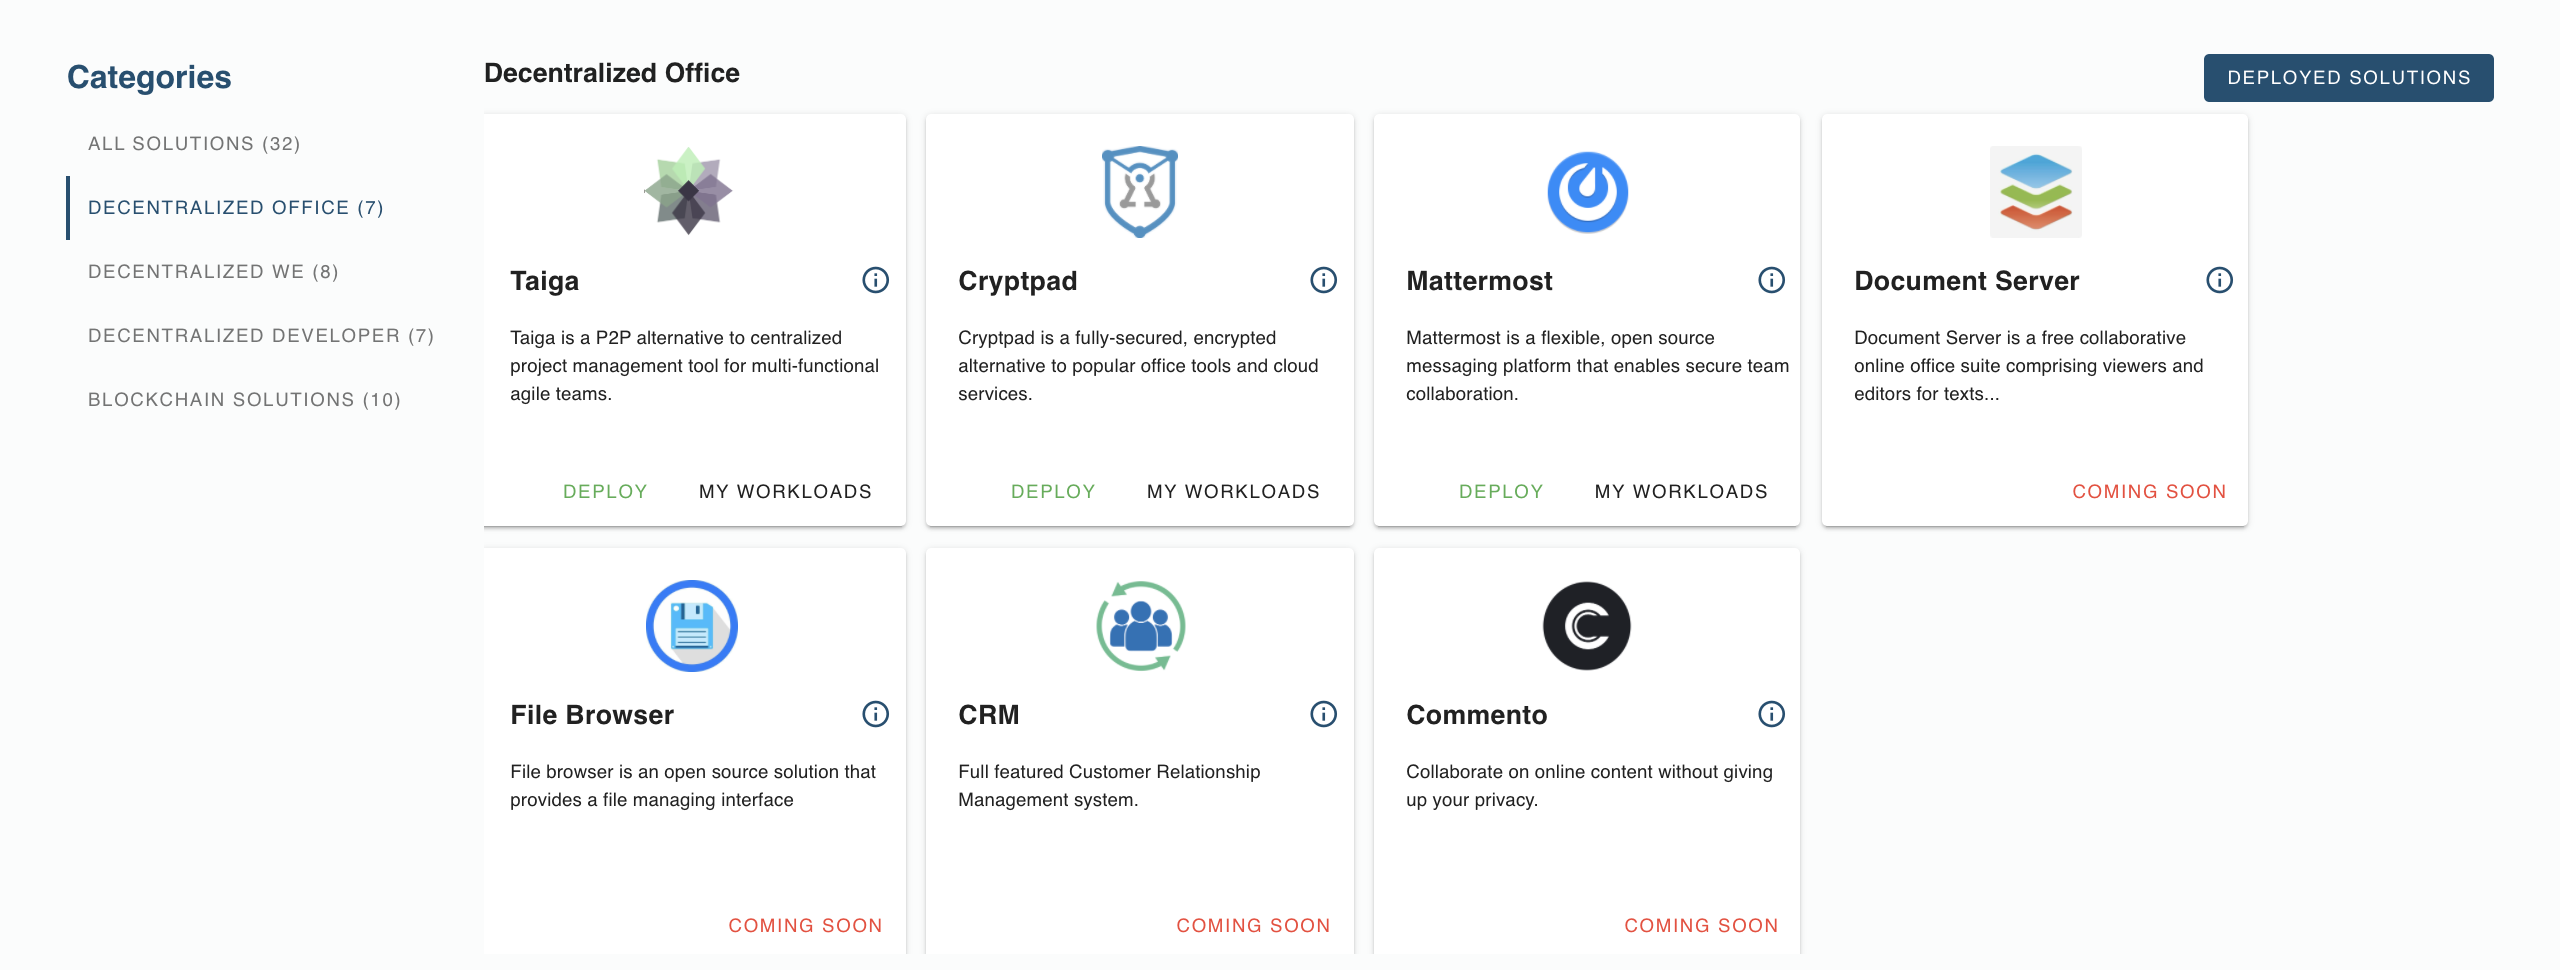 Categories
ALL SOLUTIONS (32)
DECENTRALIZED OFFICE (7)
DECENTRALIZED WE (8)
DECENTRALIZED DEVELOPER (7)
BLOCKCHAIN SOLUTIONS (10)
Decentralized Office
DEPLOYED SOLUTIONS
Taiga
Taiga is a P2P alternative to centralized
project management tool for multi-functional
agile teams.
DEPLOY MY WORKLOADS
Cryptpad
Cryptpad is a fully-secured, encrypted
alternative to popular office tools and cloud
services.
DEPLOY MY WORKLOADS
Mattermost
Mattermost is a flexible, open source
messaging platform that enables secure team
collaboration.
DEPLOY MY WORKLOADS
Document Server
Document Server is a free collaborative
online office suite comprising viewers and
editors for texts...
COMING SOON
File Browser
File browser is an open source solution that
provides a file managing interface
COMING SOON
CRM
Full featured Customer Relationship
Management system.
COMING SOON
Commento
Collaborate on online content without giving
up your privacy.
COMING SOON